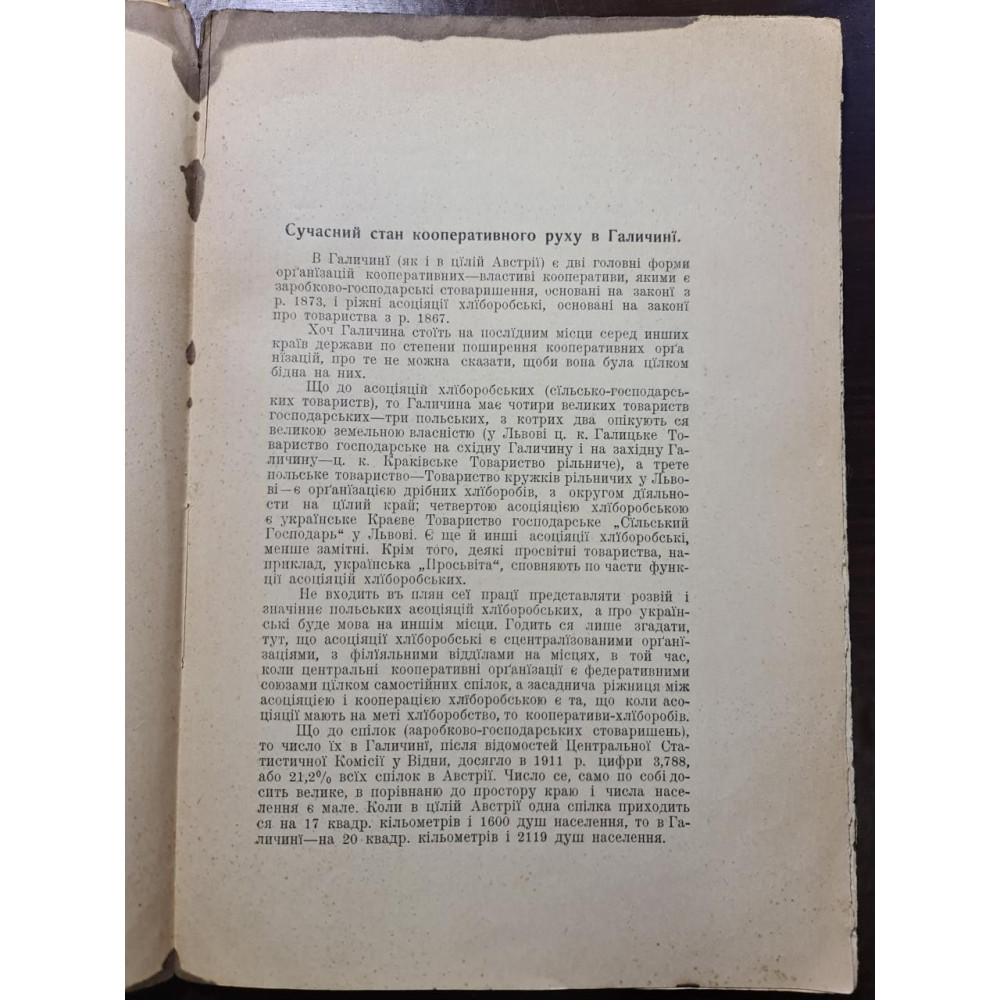 Сучасний стан кооперативного руху в Галичинї.
В Галичинї (як і в цїлій Австрії) є дві головні форми
орґанїзацій кооперативних—властиві кооперативи, якими є
заробково-господарські стоваришення, основані на законї з
р. 1873, і ріжні асоціяції хлїборобські, основані на законї
про товариства з р. 1867.
Хоч Галичина стоїть на послїдним місци серед инших
країв держави по степени поширення кооперативних орґа
нїзацій, про те не можна сказати, щоби вона була цїлком
бідна на них.
Що до асоціяцій хлїборобських (сїльсько-господарсь-
ких товариств), то Галичина має чотири великих товариств
господарських—три польських, з котрих два опікують ся
великою земельною власністю (у Львові ц. к. Галицьке То-
вариство господарське на східну Галичину і на західну Га-
личину—ц. к. Краківське Товариство рільниче), а трете
польське товариство—Товариство кружків рільничих у Льво-
ві—є орґанїзацією дрібних хлїборобів, з округом дїяльно-
сти на цїлий край; четвертою асоціяцією хлїборобською
є українське Краєве Товариство господарське „Сїльський
Господарь“ у Львові. Є ще й инші асоціяції хлїборобські,
менше замітні. Крім того, деякі просвітні товариства, на-
приклад, українська „Просьвіта“, сповняють по части функ-
ції асоціяцій хлїборобських.
Не входить въ плян сеї працї представляти розвій і
значіннє польських асоціяцій хлїборобських, а про україн-
ські буде мова на иншім місци. Годить ся лише згадати,
тут, що асоціяції хлїборобські є сцентралїзованими орґанї-
заціями, з філїяльними віддїлами на місцях, в той час,
коли центральні кооперативні орґанїзації є федеративними
союзами цїлком самостійних спілок, а засаднича ріжниця між
асоціяцією і коопераціею хлїборобською є та, що коли асо-
ціяції мають на меті хлїборобство, то кооперативи-хлїборобів.
Що до спілок (заробково-господарських стоваришень),
то число їх в Галичинї, після відомостей Центральної Ста-
тистичної Комісії у Відни, досягло в 1911 р. цифри 3,788,
або 21,2% всїх спілок в Австрії. Число се, само по собі до-
сить велике, в порівнаню до простору краю і числа насе-
лення є мале. Коли в цїлій Австрії одна спілка приходить
ся на 17 квадр. кільометрів і 1600 душ населення, то в Га-
личинї—на 20 квадр. кільометрів і 2119 душ населення.